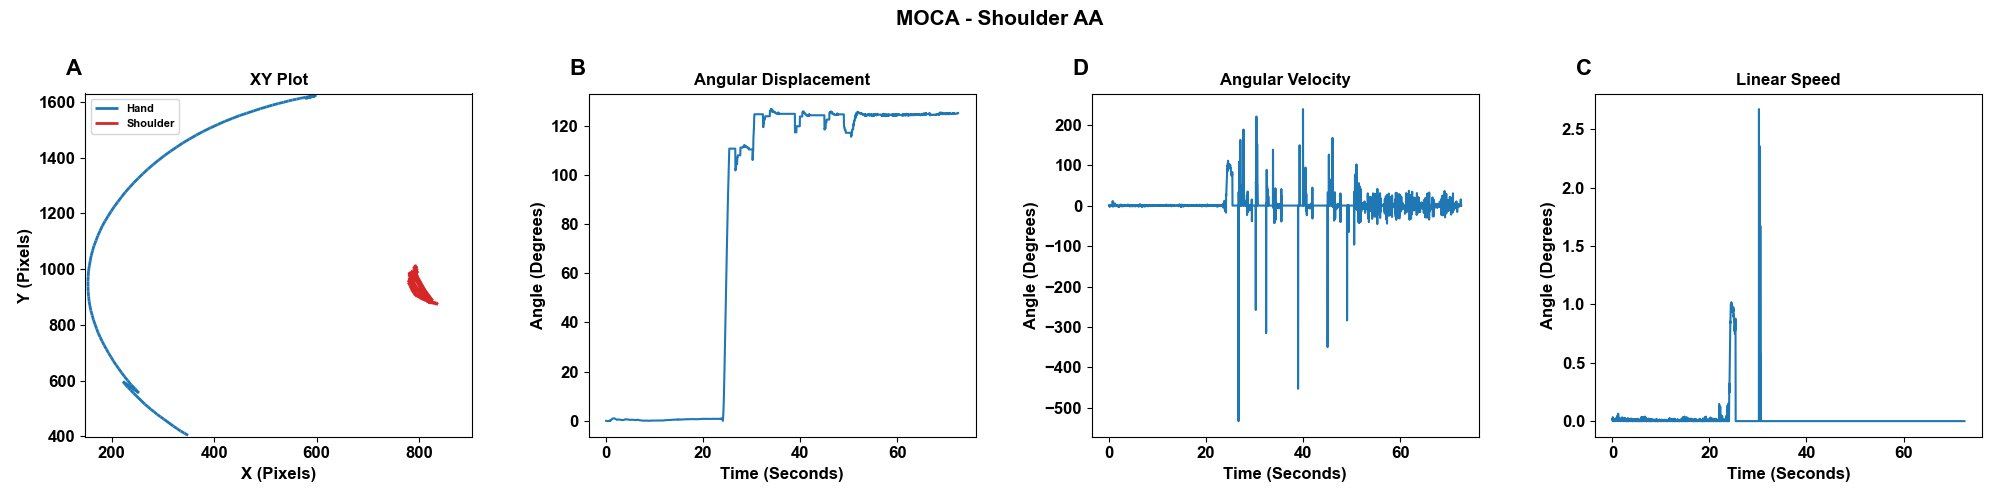 MOCA - Shoulder AA
A
XY Plot
Hand
Shoulder
1600
1400
1200
1000
800
600
400
Y (Pixels)
200
400
600
800
X (Pixels)
B
Angular Displacement
120
100
80
60
40
20
0
Angle (Degrees)
0
20
40
60
Time (Seconds)
D
Angular Velocity
200
100
0
−100
−200
−300
−400
−500
Angle (Degrees)
0
20
40
60
Time (Seconds)
C
Linear Speed
2.5
2.0
1.5
1.0
0.5
0.0
Angle (Degrees)
0
20
40
60
Time (Seconds)